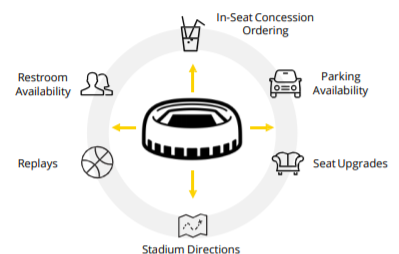 In-Seat Concession
Ordering
Restroom
Availability
Parking
Availability
Replays
Seat Upgrades
Stadium Directions